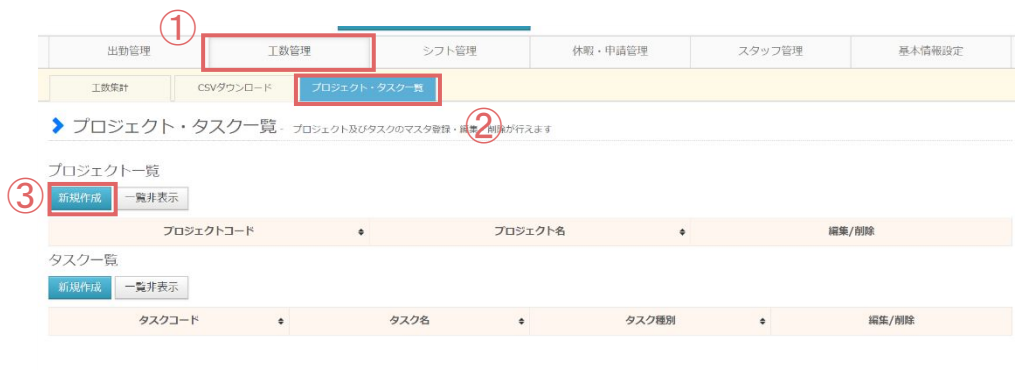 ①
出勤管理 工数管理 シフト管理 休暇・申請管理 スタッフ管理 基本情報設定
工数集計 CSVダウンロード プロジェクト・タスク一覧
②
プロジェクト・タスク一覧 - プロジェクト及びタスクのマスタ登録・編集／削除が行えます
プロジェクト一覧
③
新規作成 一覧非表示
プロジェクトコード プロジェクト名 編集/削除
タスク一覧
新規作成 一覧非表示
タスクコード タスク名 タスク種別 編集/削除